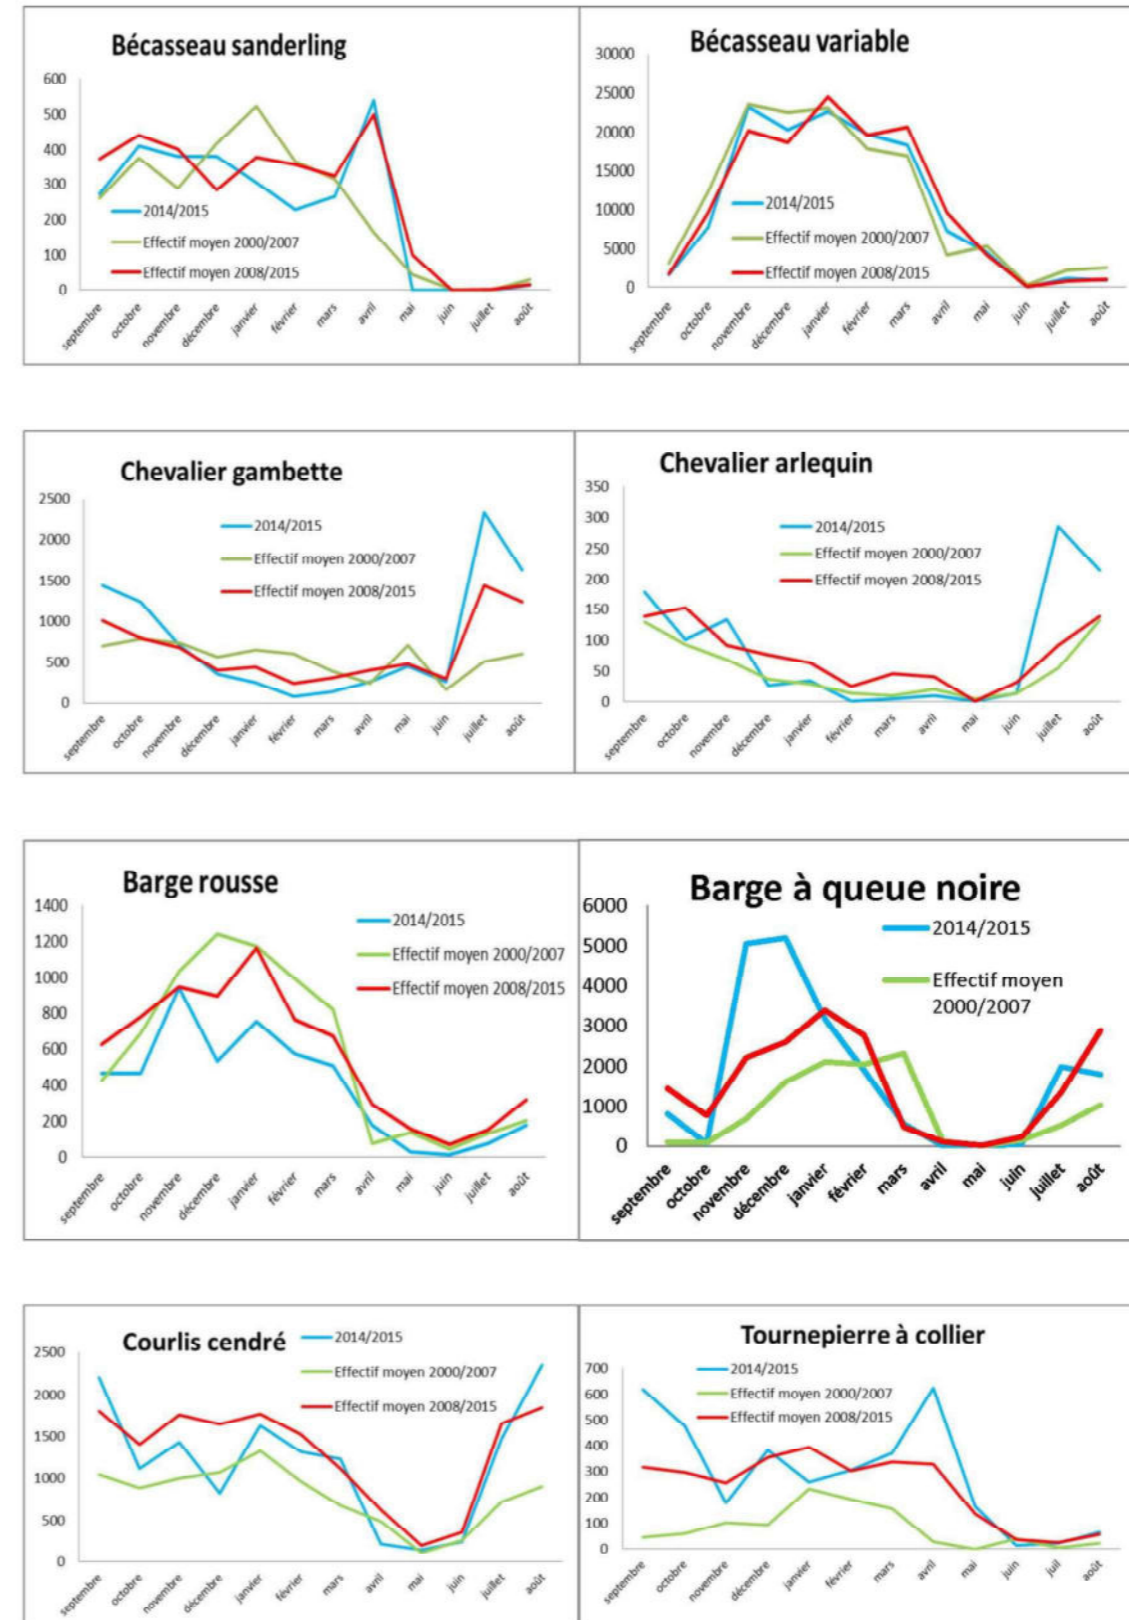 Bécasseau sanderling
600
500
400
300
200
100
0
2014/2015
Effectif moyen 2000/2007
Effectif moyen 2008/2015
septembre
octobre
novembre
décembre
janvier
février
mars
avril
mai
juin
juillet
août
Bécasseau variable
30000
25000
20000
15000
10000
5000
0
2014/2015
Effectif moyen 2000/2007
Effectif moyen 2008/2015
septembre
octobre
novembre
décembre
janvier
février
mars
avril
mai
juin
juillet
août
Chevalier gambette
2500
2000
1500
1000
500
0
2014/2015
Effectif moyen 2000/2007
Effectif moyen 2008/2015
septembre
octobre
novembre
décembre
janvier
février
mars
avril
mai
juin
juillet
août
Chevalier arlequin
350
300
250
200
150
100
50
0
2014/2015
Effectif moyen 2000/2007
Effectif moyen 2008/2015
septembre
octobre
novembre
décembre
janvier
février
mars
avril
mai
juin
juillet
août
Barge rousse
1400
1200
1000
800
600
400
200
0
2014/2015
Effectif moyen 2000/2007
Effectif moyen 2008/2015
septembre
octobre
novembre
décembre
janvier
février
mars
avril
mai
juin
juillet
août
Barge à queue noire
6000
5000
4000
3000
2000
1000
0
2014/2015
Effectif moyen
2000/2007
septembre
octobre
novembre
décembre
janvier
février
mars
avril
mai
juin
juillet
août
Courlis cendré
2500
2000
1500
1000
500
0
2014/2015
Effectif moyen 2000/2007
Effectif moyen 2008/2015
septembre
octobre
novembre
décembre
janvier
février
mars
avril
mai
juin
juillet
août
Tournepierre à collier
700
600
500
400
300
200
100
0
2014/2015
Effectif moyen 2000/2007
Effectif moyen 2008/2015
septembre
octobre
novembre
décembre
janvier
février
mars
avril
mai
juin
juillet
août